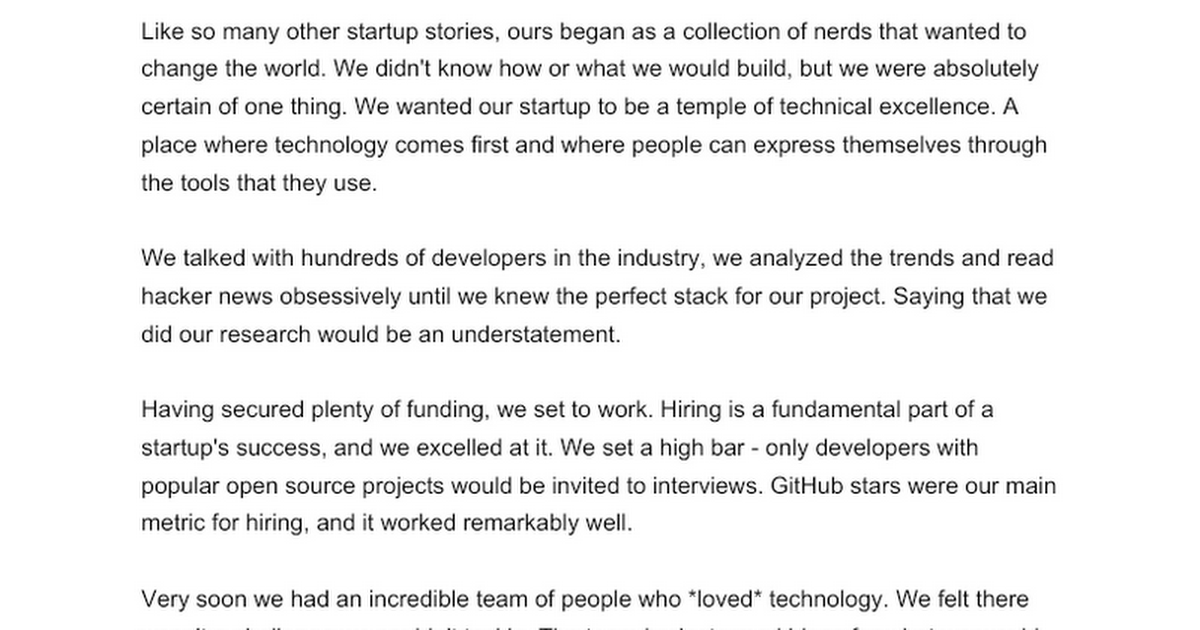 Like so many other startup stories, ours began as a collection of nerds that wanted to
change the world. We didn't know how or what we would build, but we were absolutely
certain of one thing. We wanted our startup to be a temple of technical excellence. A
place where technology comes first and where people can express themselves through
the tools that they use.
We talked with hundreds of developers in the industry, we analyzed the trends and read
hacker news obsessively until we knew the perfect stack for our project. Saying that we
did our research would be an understatement.
Having secured plenty of funding, we set to work. Hiring is a fundamental part of a
startup's success, and we excelled at it. We set a high bar - only developers with
popular open source projects would be invited to interviews. GitHub stars were our main
metric for hiring, and it worked remarkably well.
Very soon we had an incredible team of people who *loved* technology. We felt there